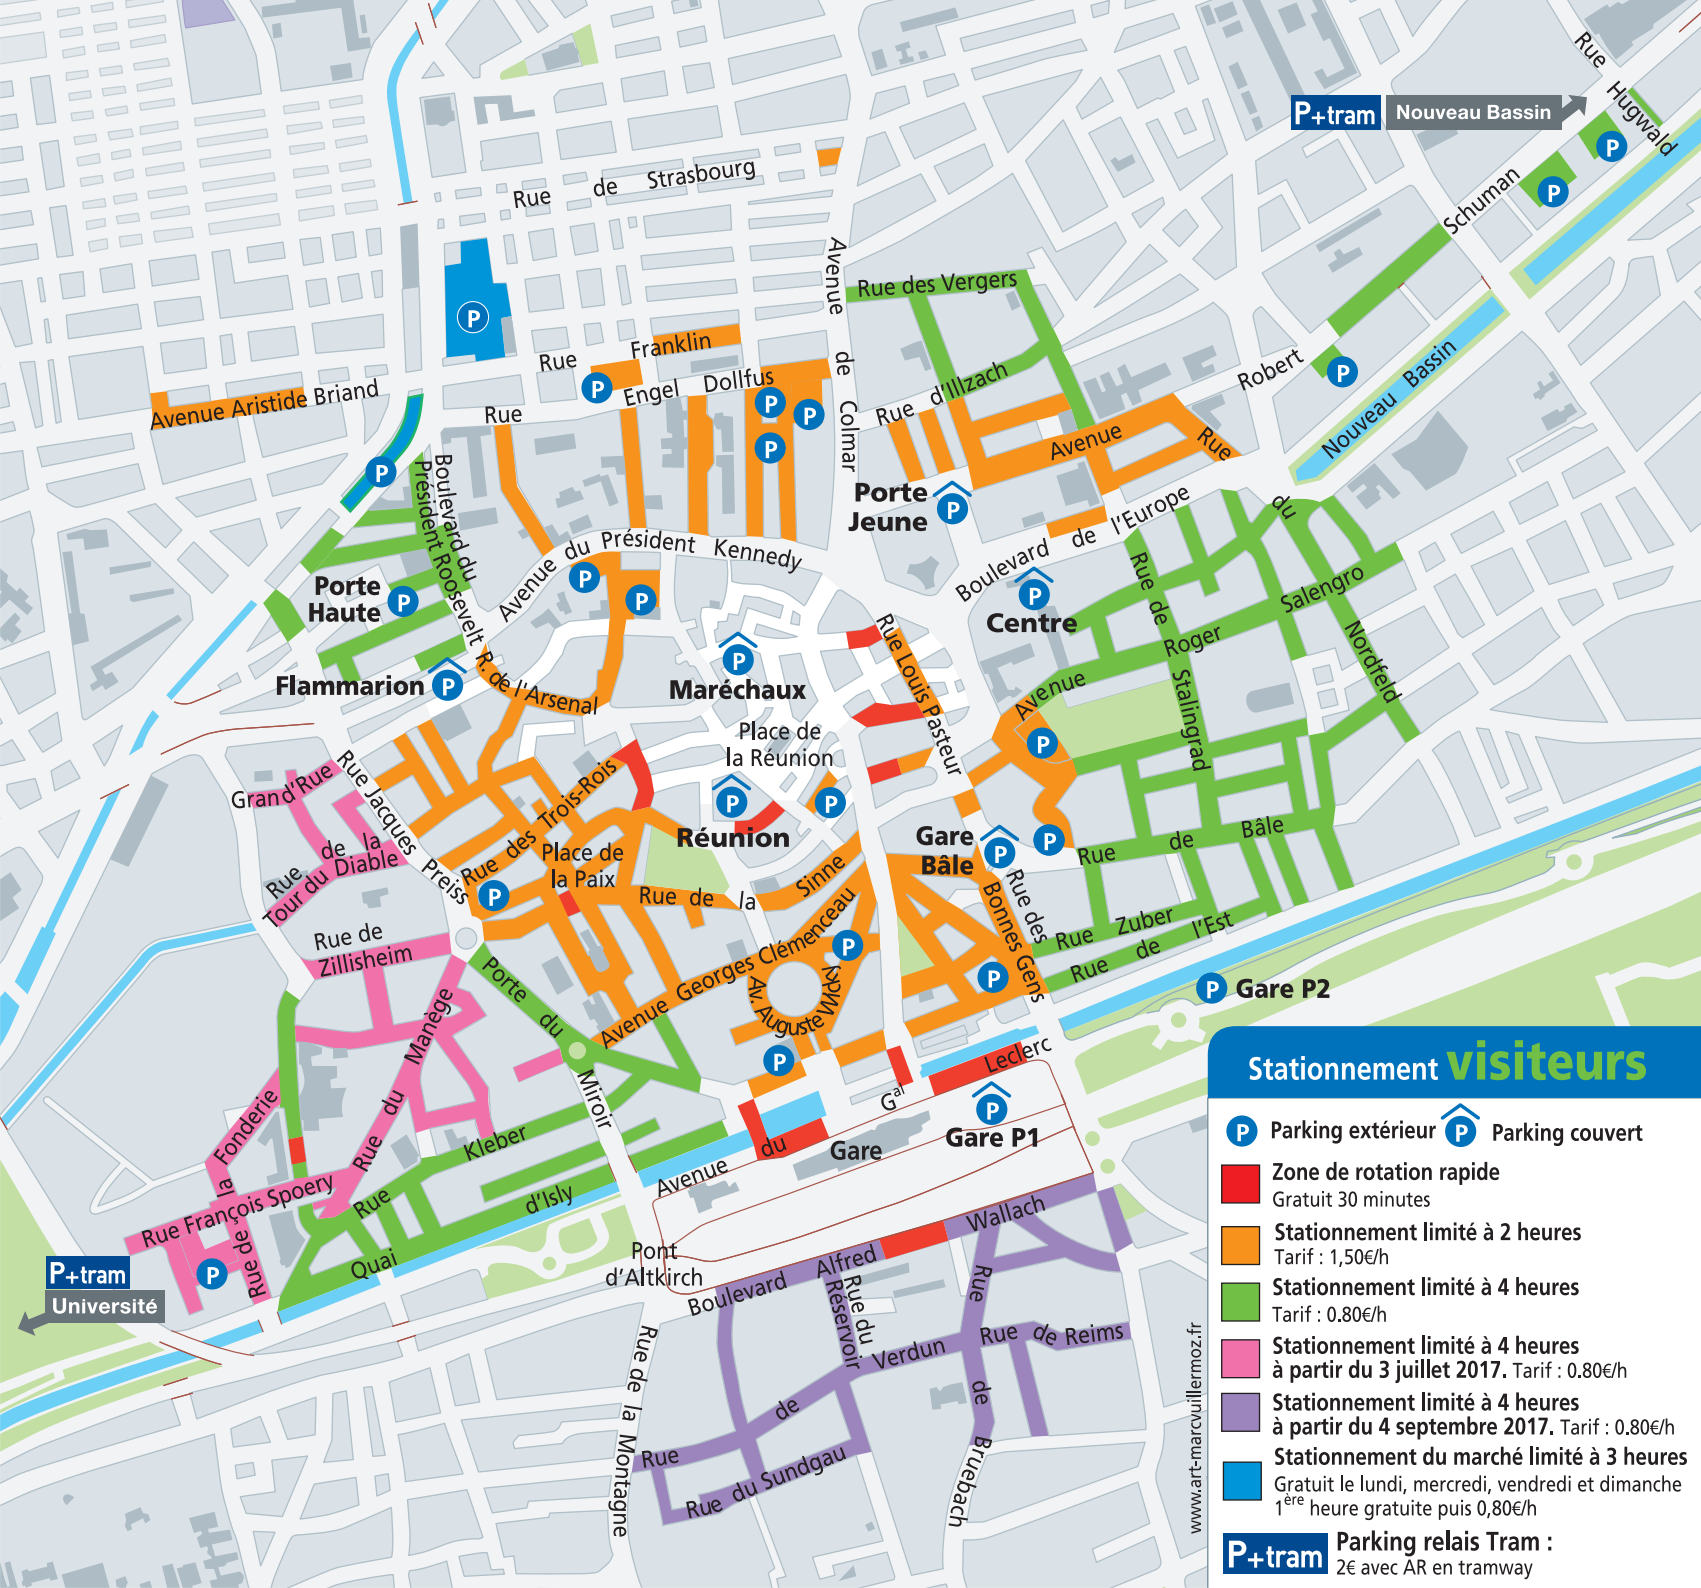 Rue
Hugwald
P+tram
Nouveau Bassin
P
P
Schuman
Rue de Strasbourg
Avenue de Colmar
Rue des Vergers
P
Rue Franklin
P
Engel Dollfus
Rue
P
P
P
Avenue Aristide Briand
P
Rue d'Illzach
Robert
P
Nouveau Bassin
Avenue
Rue
du
Porte
Jeune
P
Boulevard du
Président Roosevelt
Porte
Haute
P
Avenue du Président Kennedy
P
P
Boulevard de l'Europe
P
Centre
Rue de Stalingrad
Avenue Roger Salengro
Nordfeld
Flammarion
P
R. de l'Arsenal
P
Maréchaux
Rue Louis Pasteur
Place de
la Réunion
P
Réunion
P
P
Gare
Bâle
P
P
Rue de Bâle
Grand'Rue
Rue Jacques Preiss
Rue de la
Tour du Diable
Rue des Trois-Rois
Place de
la Paix
P
Rue de la Sinne
Rue des
Bonnes Gens
Rue Zuber
Rue de l'Est
Rue de
Zillisheim
Porte du Miroir
Avenue Georges Clémenceau
P
Av. Auguste Wicky
P
P
P
Gare P2
Rue du Manège
Rue de la Fonderie
Rue François Spoery
P
Rue Kleber
Quai d'Isly
Avenue du Gal Leclerc
Gare
P
Gare P1
P+tram
Université
Pont
d'Altkirch
Boulevard Alfred Wallach
Rue du
Réservoir
Rue de Verdun
Rue de Reims
Rue de Bruebach
Rue du Sundgau
Rue de la Montagne
www.art-marcvuillermoz.fr
Stationnement visiteurs
P Parking extérieur P Parking couvert
Zone de rotation rapide
Gratuit 30 minutes
Stationnement limité à 2 heures
Tarif : 1,50€/h
Stationnement limité à 4 heures
Tarif : 0.80€/h
Stationnement limité à 4 heures
à partir du 3 juillet 2017. Tarif : 0.80€/h
Stationnement limité à 4 heures
à partir du 4 septembre 2017. Tarif : 0.80€/h
Stationnement du marché limité à 3 heures
Gratuit le lundi, mercredi, vendredi et dimanche
1ère heure gratuite puis 0,80€/h
P+tram Parking relais Tram :
2€ avec AR en tramway